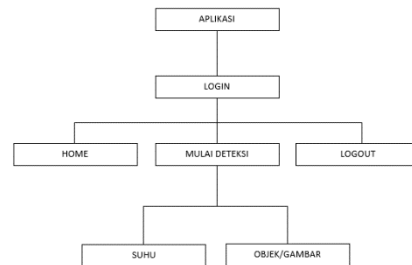 APLIKASI
LOGIN
HOME
MULAI DETEKSI
LOGOUT
SUHU
OBJEK/GAMBAR